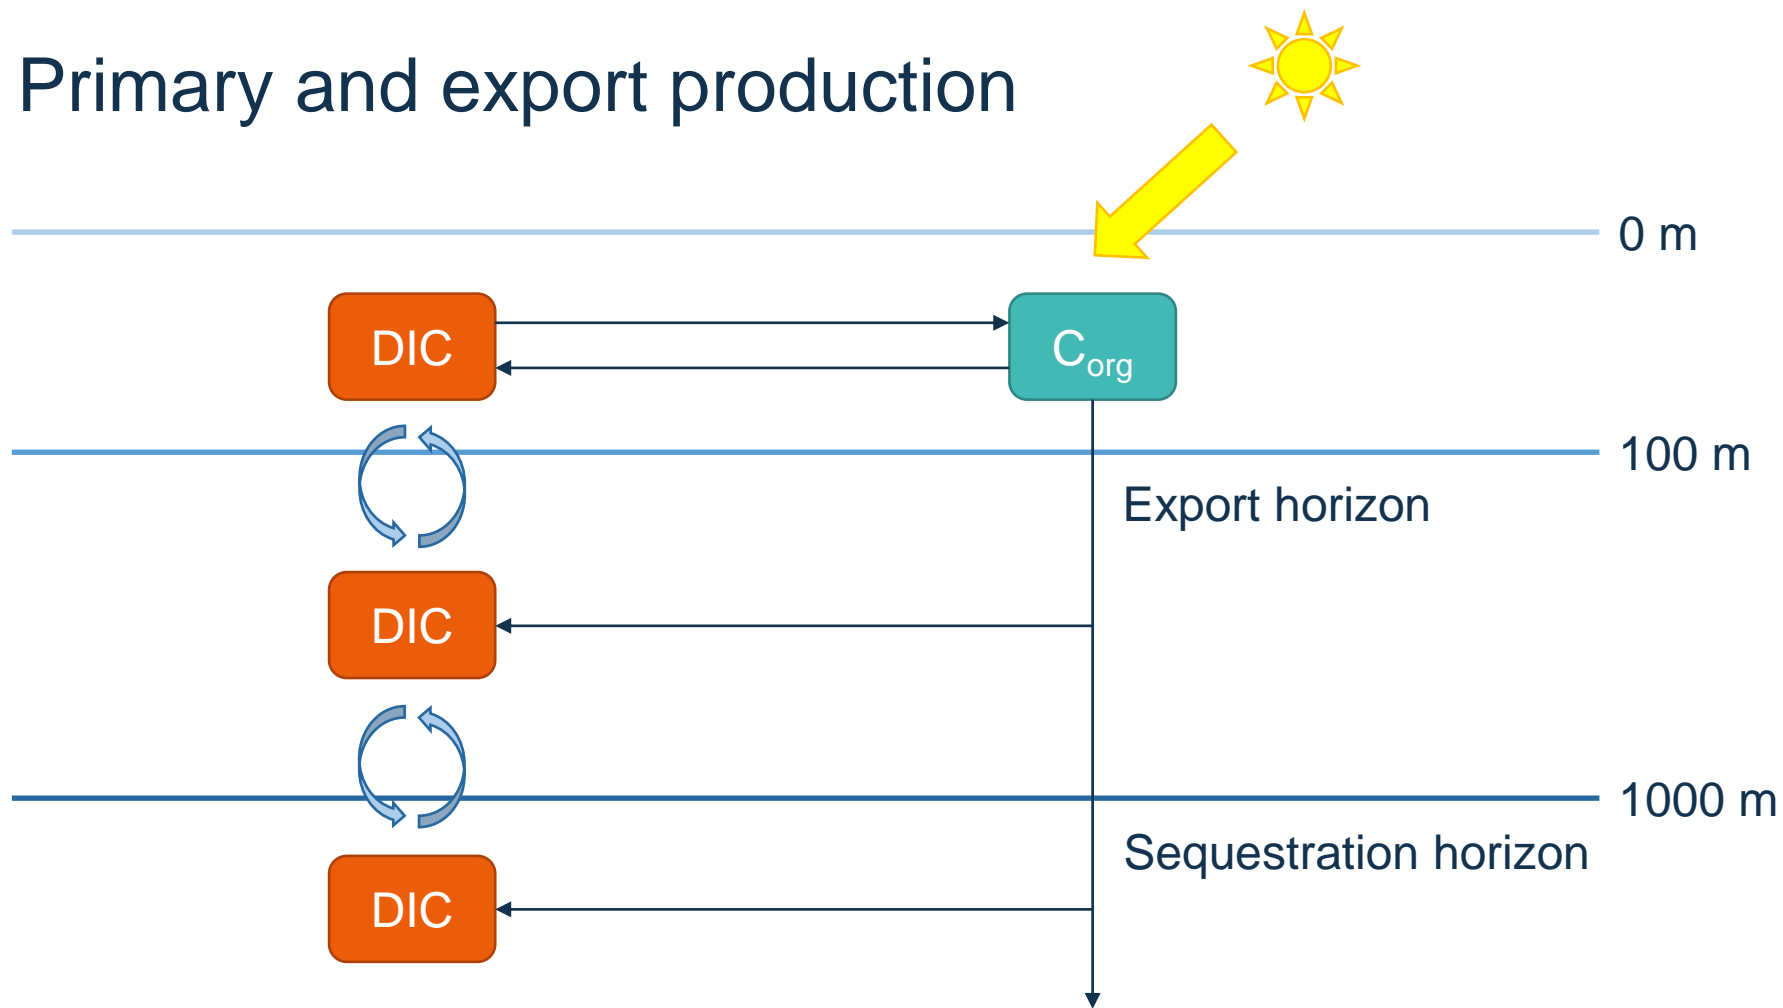 Primary and export production
0 m
DIC
Corg
100 m
Export horizon
DIC
1000 m
Sequestration horizon
DIC